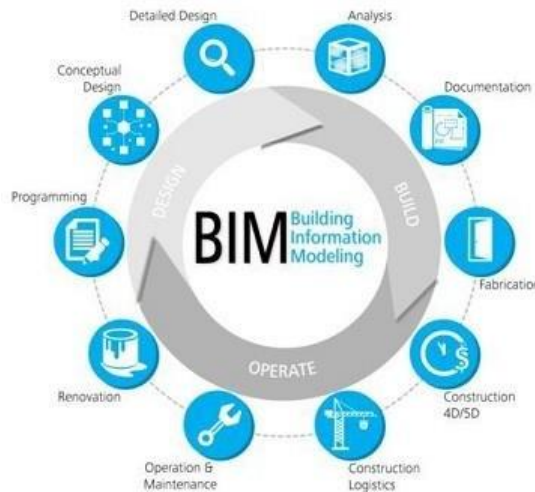 Detailed Design
Analysis
Conceptual
Design
Documentation
DESIGN
BUILD
Programming
BIM
Building
Information
Modeling
Fabrication
OPERATE
Renovation
$
Construction
4D/5D
Operation &
Maintenance
Construction
Logistics